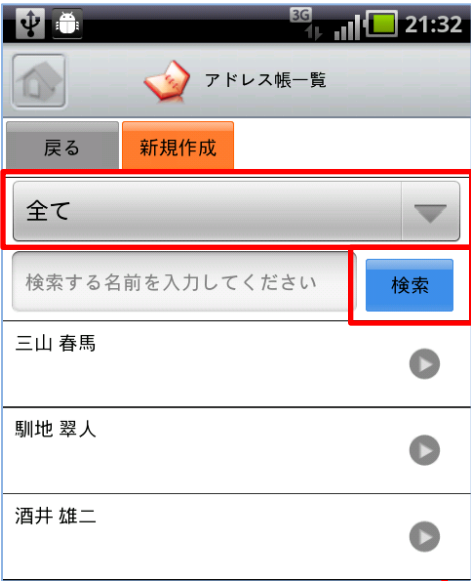 3G 21:32
アドレス帳一覧
戻る 新規作成
全て
検索する名前を入力してください 検索
三山 春馬
馴地 翠人
酒井 雄二